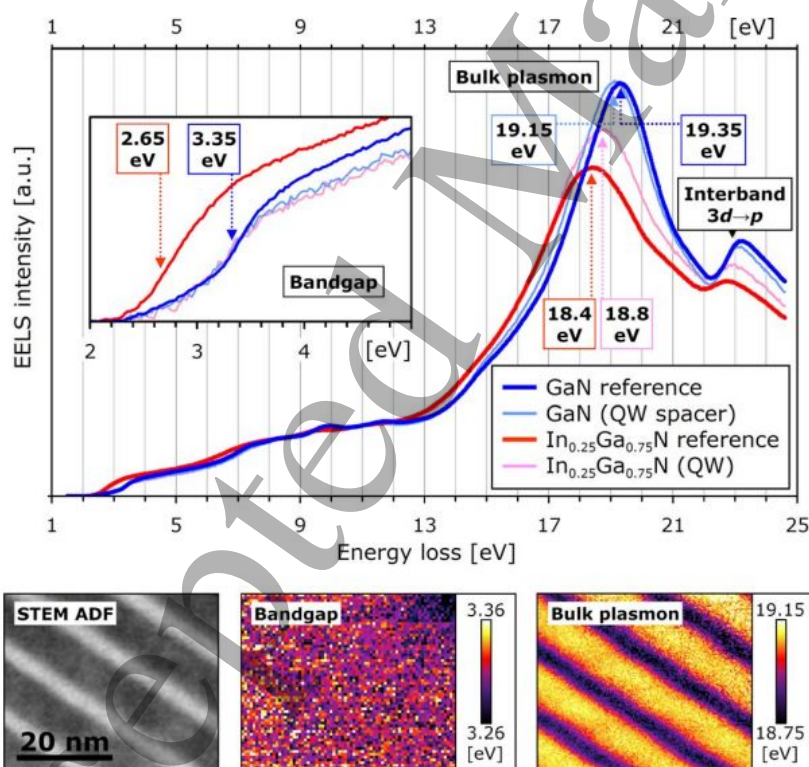 1 5 9 13 17 21 [eV]
Bulk plasmon
19.15 eV
19.35 eV
2.65 eV
3.35 eV
Interband
3d→p
Bandgap
2 3 4 [eV]
18.4 eV
18.8 eV
GaN reference
GaN (QW spacer)
In0.25Ga0.75N reference
In0.25Ga0.75N (QW)
EELS intensity [a.u.]
1 5 9 13 17 21 25
Energy loss [eV]
STEM ADF
20 nm
Bandgap
3.36
3.26
[eV]
Bulk plasmon
19.15
18.75
[eV]